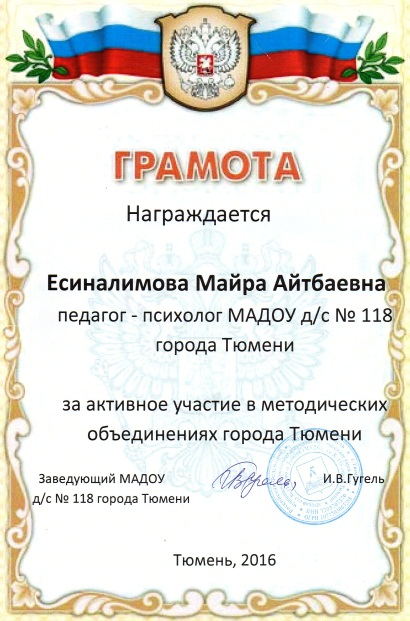 ГРАМОТА
Награждается
Есиналимова Майра Айтбаевна
педагог - психолог МАДОУ д/с № 118
города Тюмени
за активное участие в методических
объединениях города Тюмени
Заведующий МАДОУ
И.В.Гугель
д/с № 118 города Тюмени
Тюмень, 2016